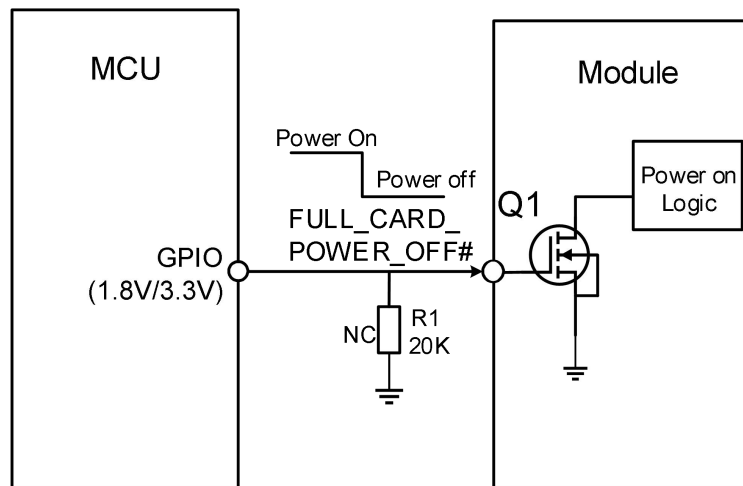 MCU
Module
Power On
Power off
Power on
Logic
Q1
FULL_CARD_
POWER_OFF#
GPIO
(1.8V/3.3V)
NC
R1
20K